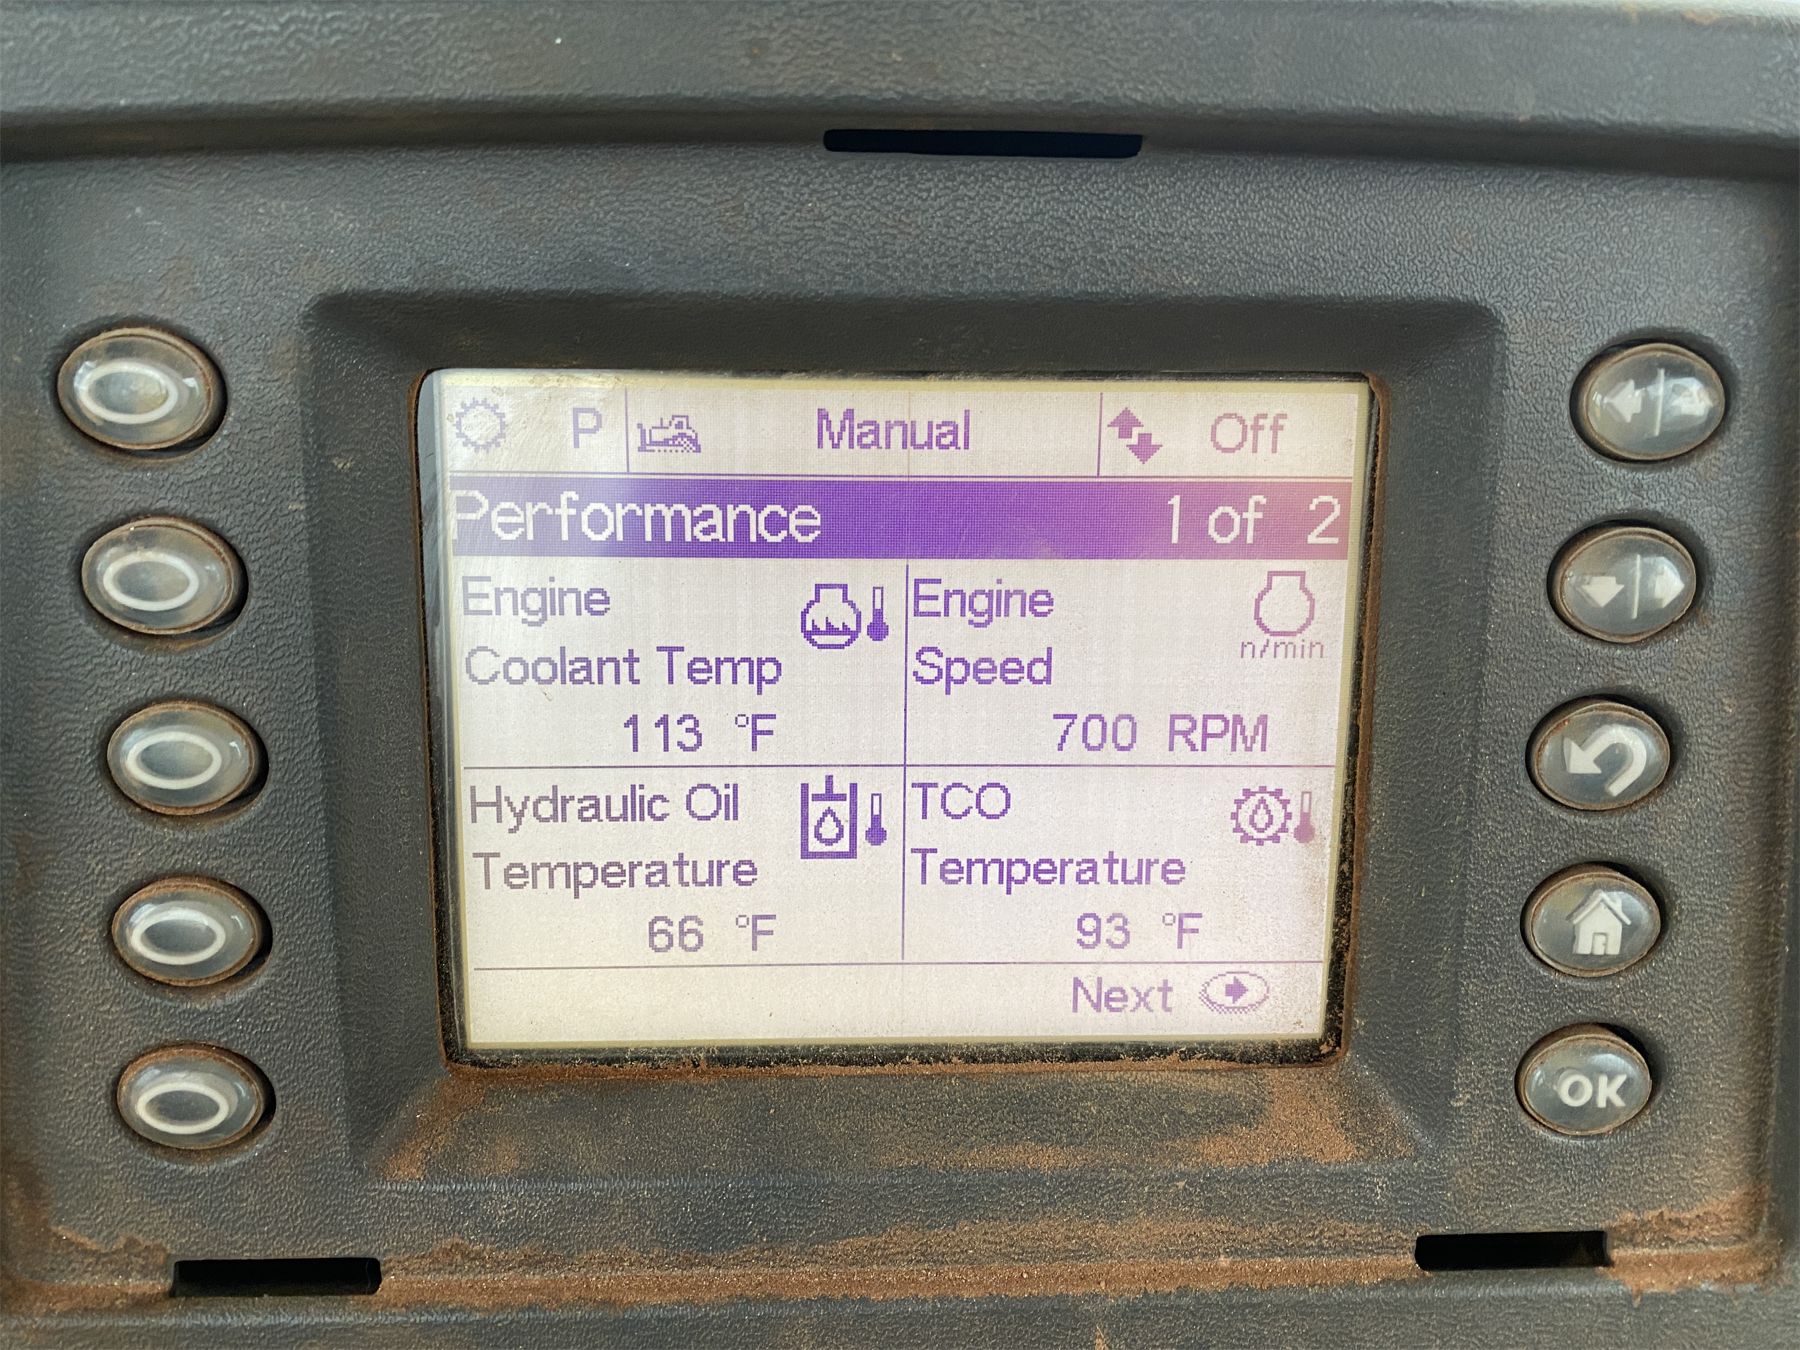 P Manual Off
Performance 1 of 2
Engine
Coolant Temp
113 °F
Engine
n/min
Speed
700 RPM
Hydraulic Oil
Temperature
66 °F
TCO
Temperature
93 °F
Next
OK